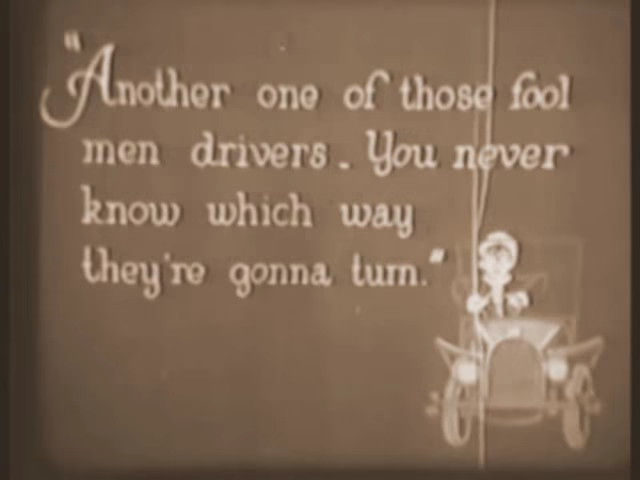 "Another one of those fool
men drivers. You never
know which way
they're gonna turn."